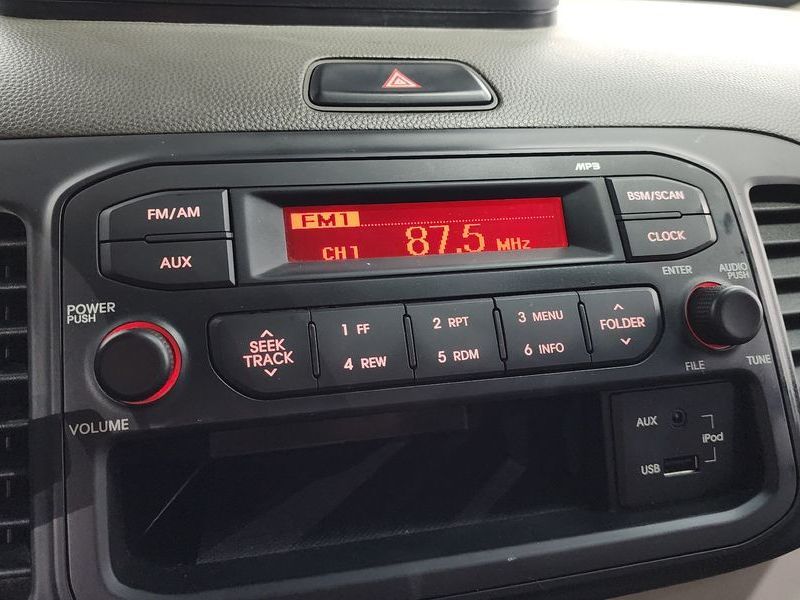 MP3
FM/AM
AUX
FM1
CH1 87.5 MHz
BSM/SCAN
CLOCK
POWER
PUSH
VOLUME
SEEK
TRACK
1 FF
4 REW
2 RPT
5 RDM
3 MENU
6 INFO
FOLDER
ENTER
AUDIO
PUSH
FILE
TUNE
AUX
iPod
USB